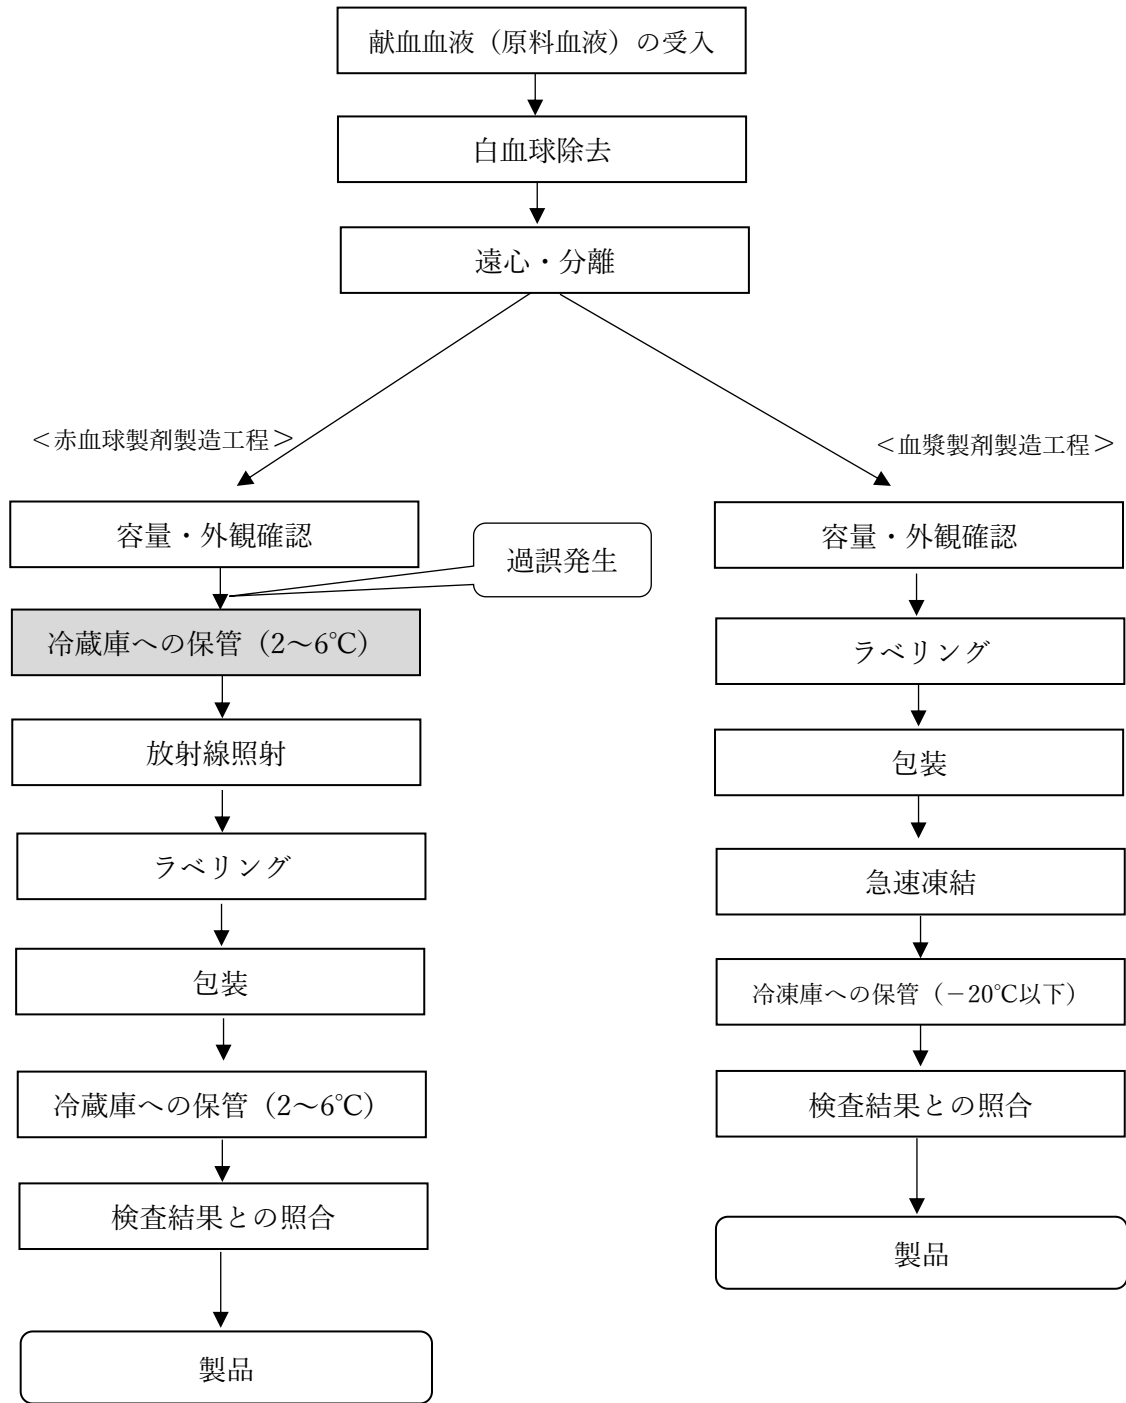 献血血液（原料血液）の受入
白血球除去
遠心・分離
＜赤血球製剤製造工程＞
容量・外観確認
過誤発生
冷蔵庫への保管（2～6℃）
放射線照射
ラベリング
包装
冷蔵庫への保管（2～6℃）
検査結果との照合
製品
＜血漿製剤製造工程＞
容量・外観確認
ラベリング
包装
急速凍結
冷凍庫への保管（－20℃以下）
検査結果との照合
製品